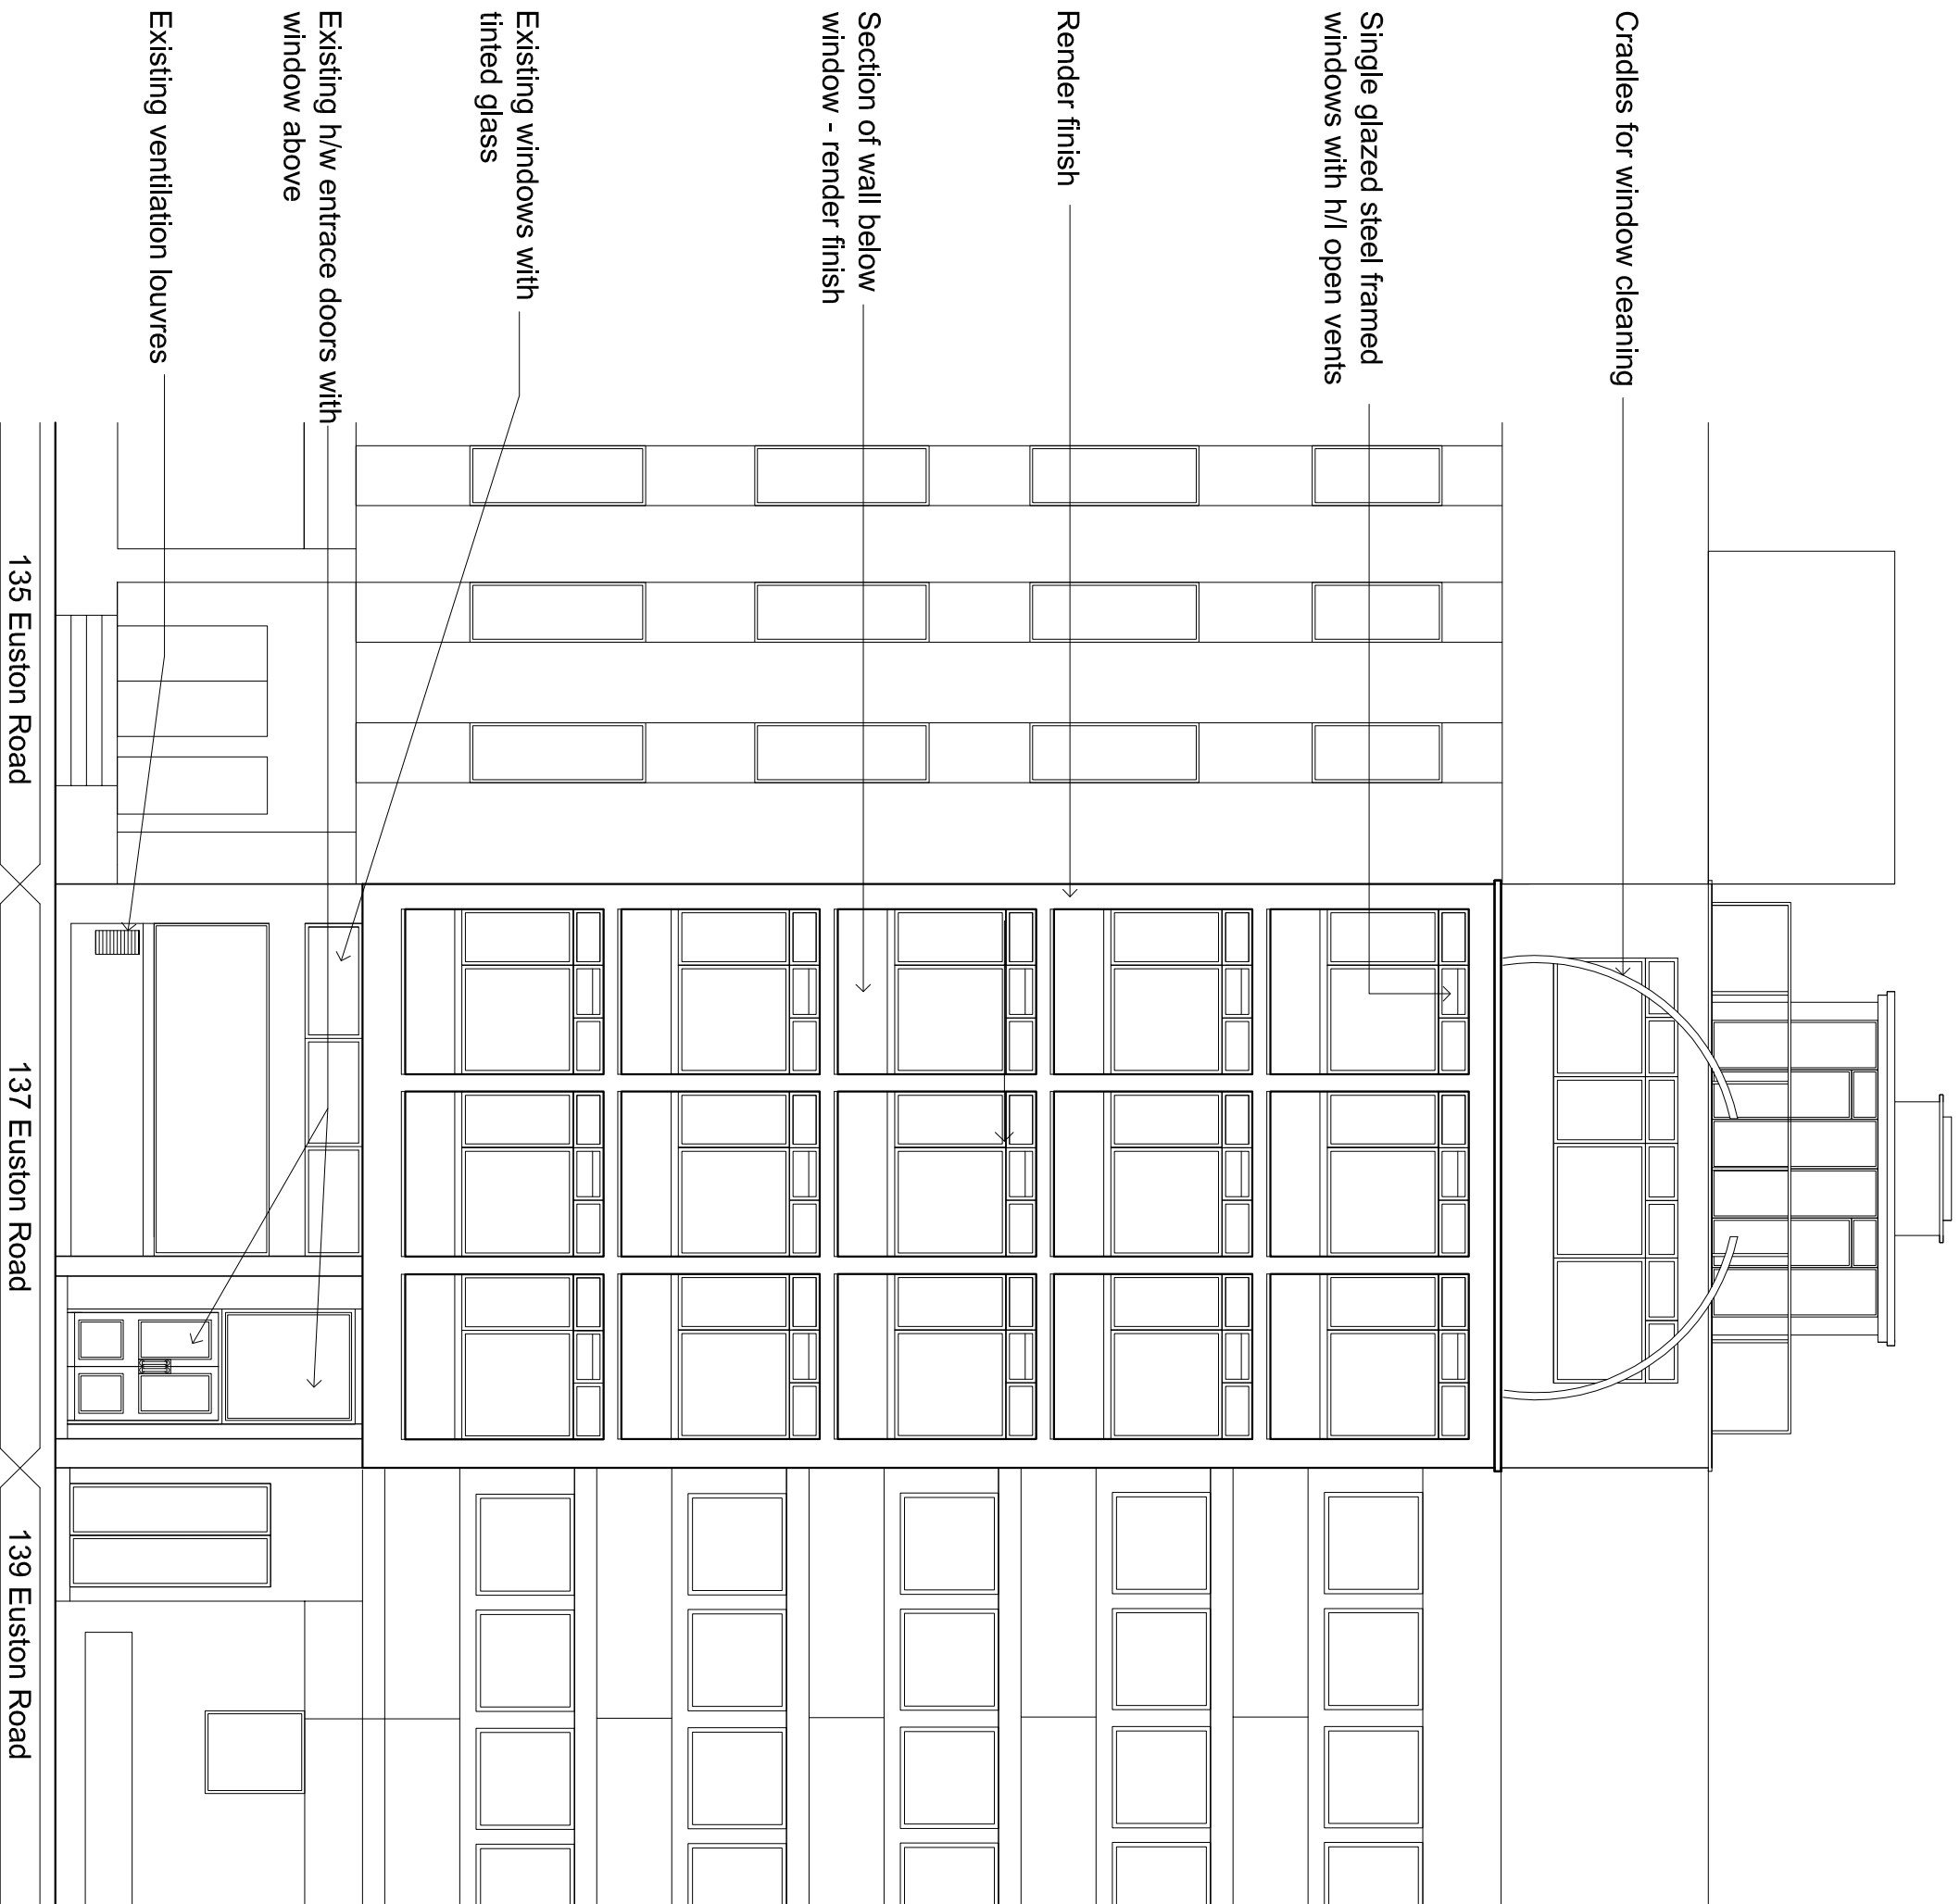 Cradles for window cleaning
Single glazed steel framed
windows with h/l open vents
Render finish
Section of wall below
window - render finish
Existing windows with
tinted glass
Existing h/w entrace doors with
window above
Existing ventilation louvres
135 Euston Road
137 Euston Road
139 Euston Road